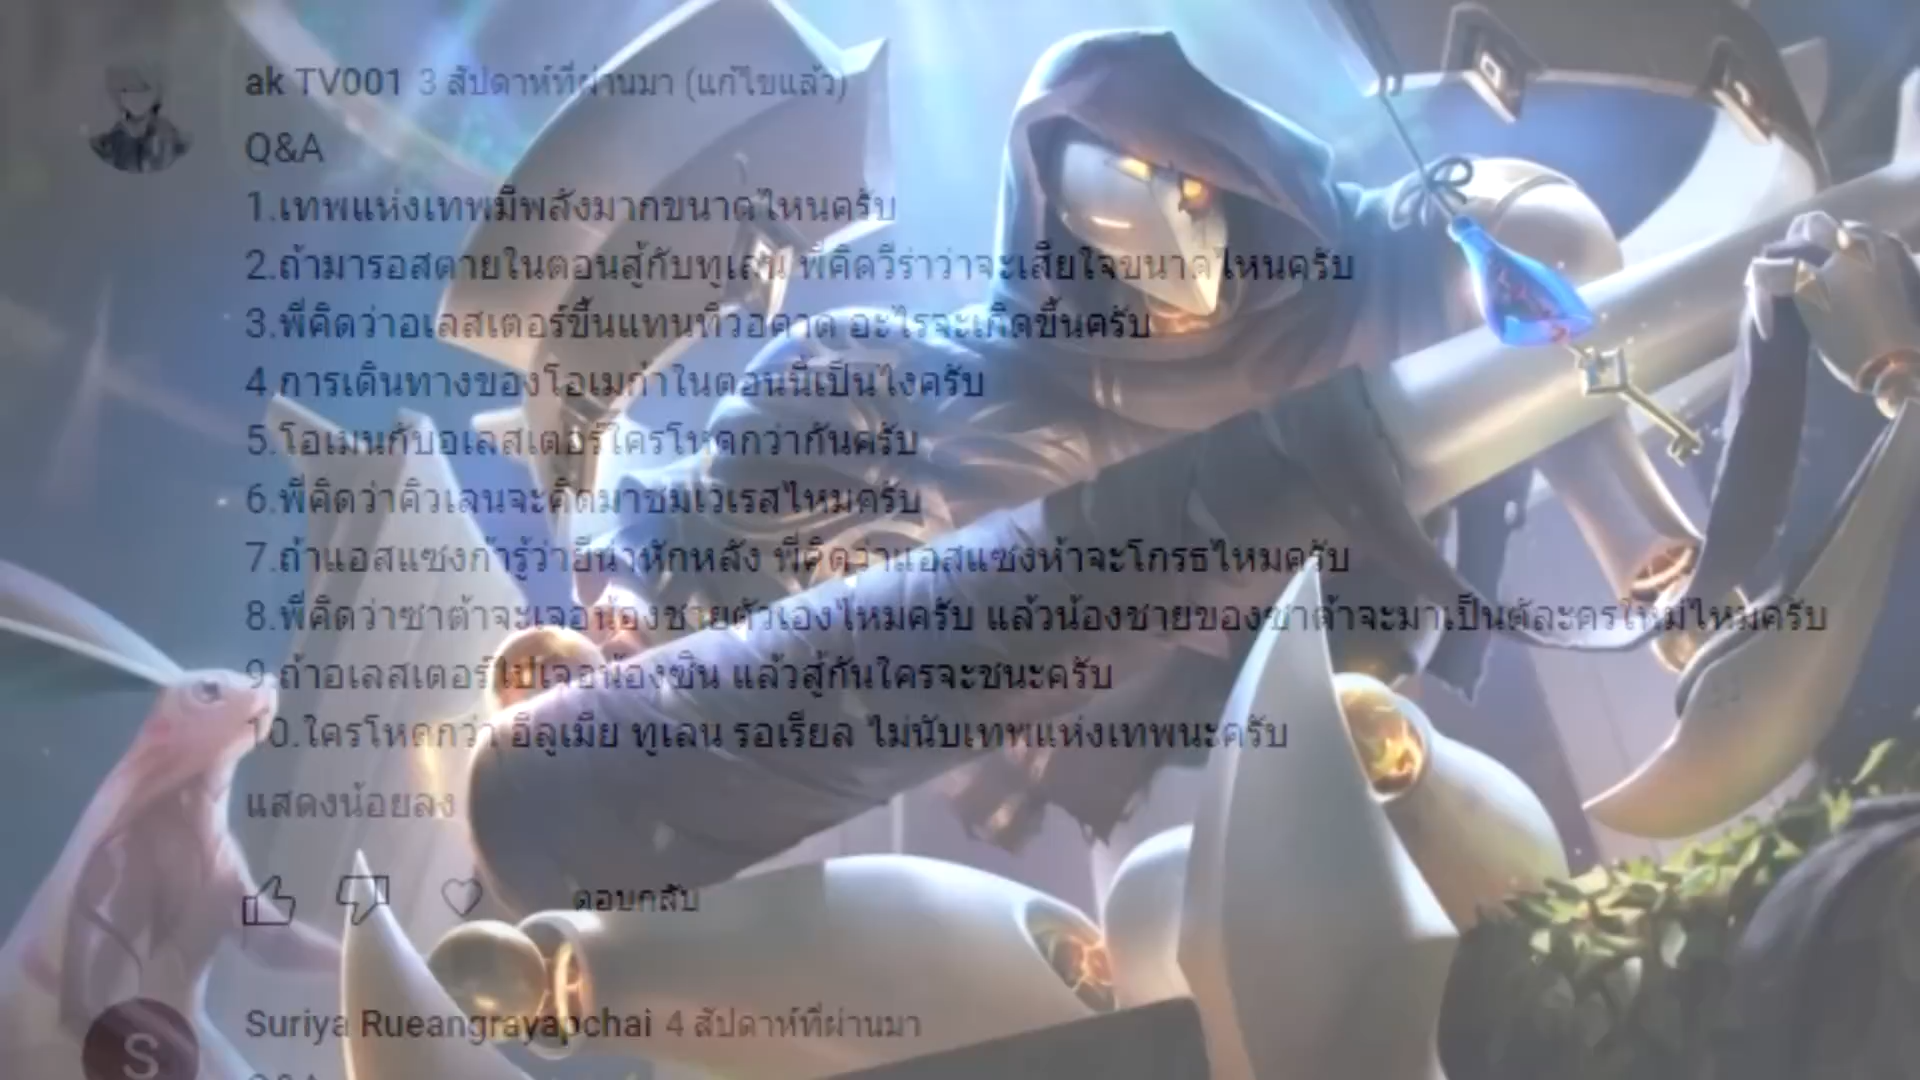 ak TV001 3 สัปดาห์ที่ผ่านมา (แก้ไขแล้ว)
Q&A
1.เทพแห่งเทพมีพลังมากขนาดไหนครับ
2.ถ้ามารอสตายในตอนสู้กับทูเลน พี่คิดวีร่าว่าจะเสียใจขนาดไหนครับ
3.พี่คิดว่าอเลสเตอร์ขึ้นแทนทิวอดาด อะไรจะเกิดขึ้นครับ
4.การเดินทางของโอเมก้าในตอนนี้เป็นไงครับ
5.โอเมนกับอเลสเตอร์ใครโหดกว่ากันครับ
6.พี่คิดว่าคิวเลนจะคิดมาซุ่มเวเรสไหมครับ
7.ถ้าแอสแซงก้ารู้ว่ายีน่าหักหลัง พี่คิดว่าแอสแซงห้าจะโกรธไหมครับ
8.พี่คิดว่าซาต้าจะเจอน้องชายตัวเองไหมครับ แล้วน้องชายของซาต้าจะมาเป็นตัละครใหม่ไหมครับ
9.ถ้าอเลสเตอร์ไปเจอน้องซิน แล้วสู้กันใครจะชนะครับ
10.ใครโหดกว่า อิลูเมีย ทูเลน รอเรียล ไม่นับเทพแห่งเทพนะครับ
แสดงน้อยลง
ตอบกลับ
Suriya Rueangrayapchai 4 สัปดาห์ที่ผ่านมา
S